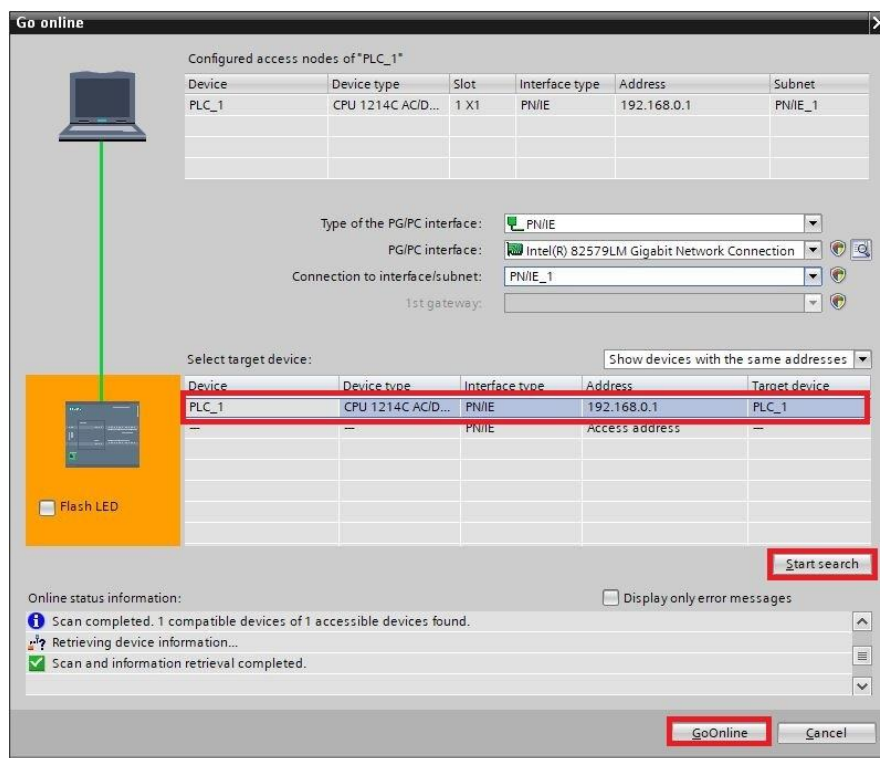 Go online
Configured access nodes of "PLC_1"
Device Device type Slot Interface type Address Subnet
PLC_1 CPU 1214C AC/D... 1 X1 PN/IE 192.168.0.1 PN/IE_1
Type of the PG/PC interface: PN/IE
PG/PC interface: Intel(R) 82579LM Gigabit Network Connection
Connection to interface/subnet: PN/IE_1
1st gateway:
Select target device: Show devices with the same addresses
Device Device type Interface type Address Target device
PLC_1 CPU 1214C AC/D... PN/IE 192.168.0.1 PLC_1
— — PN/IE Access address —
Flash LED
Start search
Online status information: Display only error messages
Scan completed. 1 compatible devices of 1 accessible devices found.
Retrieving device information...
Scan and information retrieval completed.
GoOnline Cancel